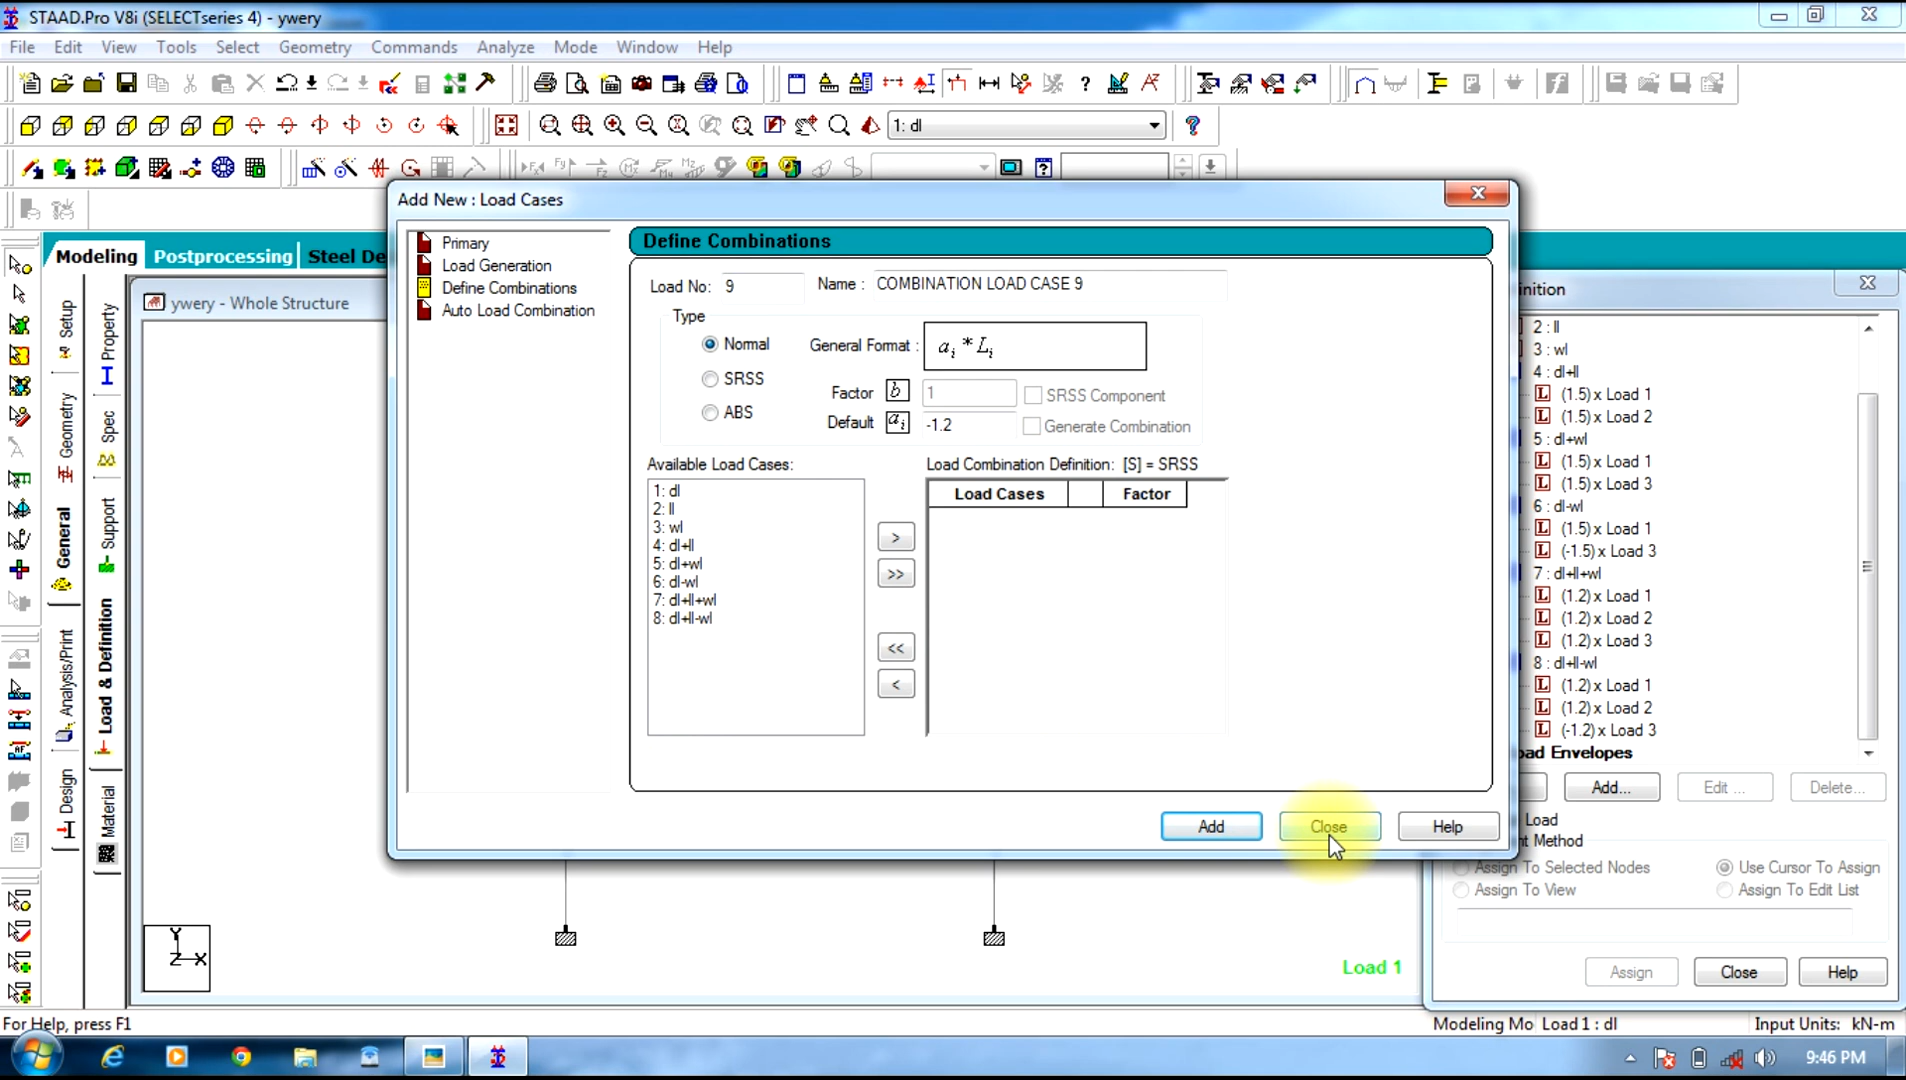 STAAD.Pro V8i (SELECTseries 4) - ywery
File Edit View Tools Select Geometry Commands Analyze Mode Window Help
1: dl
Modeling Postprocessing Steel De
Setup
Geometry
General
Analysis/Print
Design
Property
Spec
Support
Load & Definition
Material
ywery - Whole Structure
Add New : Load Cases
Primary
Load Generation
Define Combinations
Auto Load Combination
Define Combinations
Load No: 9 Name : COMBINATION LOAD CASE 9
Type
Normal
SRSS
ABS
General Format : ai * Li
Factor b 1 SRSS Component
Default ai -1.2 Generate Combination
Available Load Cases:
1: dl
2: ll
3: wl
4: dl+ll
5: dl+wl
6: dl-wl
7: dl+ll+wl
8: dl+ll-wl
>
>>
<<
<
Load Combination Definition: [S] = SRSS
Load Cases Factor
Add Close Help
inition
2 : ll
3 : wl
4 : dl+ll
L (1.5) x Load 1
L (1.5) x Load 2
5 : dl+wl
L (1.5) x Load 1
L (1.5) x Load 3
6 : dl-wl
L (1.5) x Load 1
L (-1.5) x Load 3
7 : dl+ll+wl
L (1.2) x Load 1
L (1.2) x Load 2
L (1.2) x Load 3
8 : dl+ll-wl
L (1.2) x Load 1
L (1.2) x Load 2
L (-1.2) x Load 3
oad Envelopes
Add... Edit ... Delete...
Load
nt Method
Assign To Selected Nodes Use Cursor To Assign
Assign To View Assign To Edit List
Assign Close Help
Y
Z X
Load 1
For Help, press F1
Modeling Mo Load 1 : dl Input Units: kN-m
9:46 PM